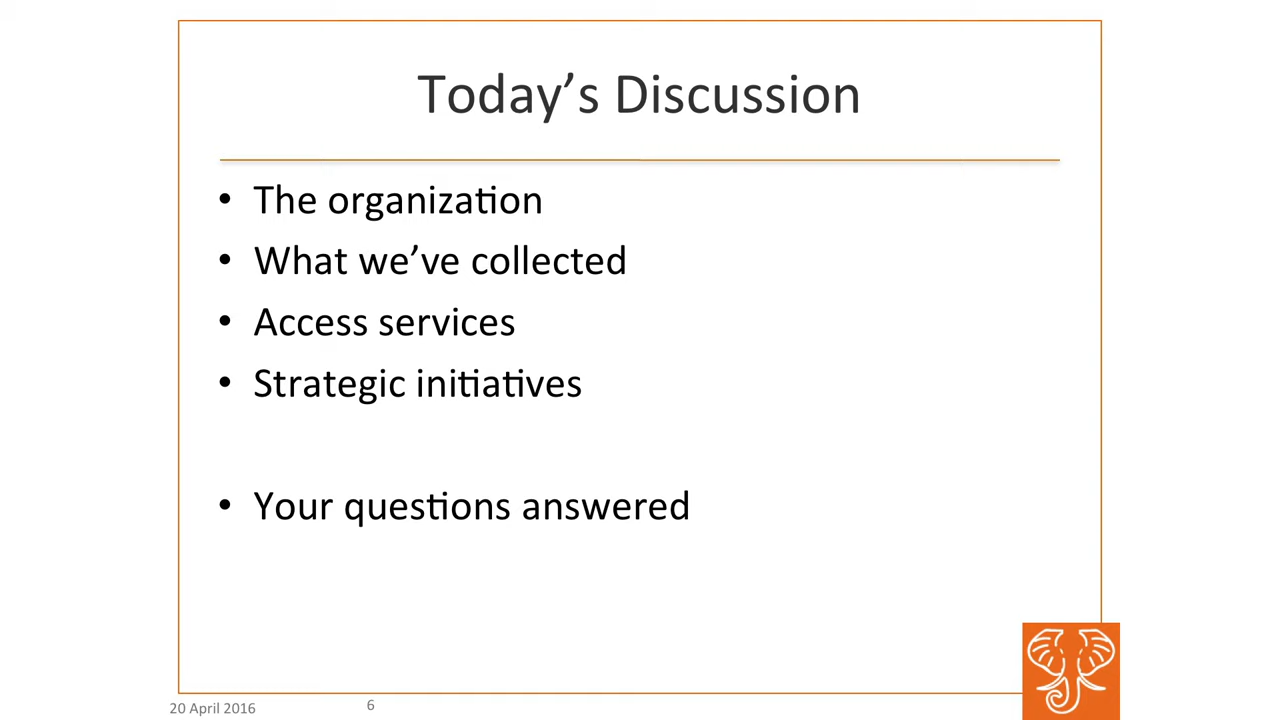 Today’s Discussion
• The organization
• What we’ve collected
• Access services
• Strategic initiatives
• Your questions answered
20 April 2016
6